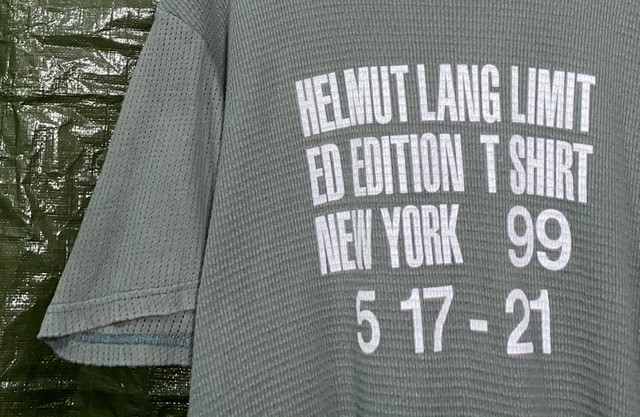 HELMUT LANG LIMIT
ED EDITION T SHIRT
NEW YORK 99
5 17 - 21